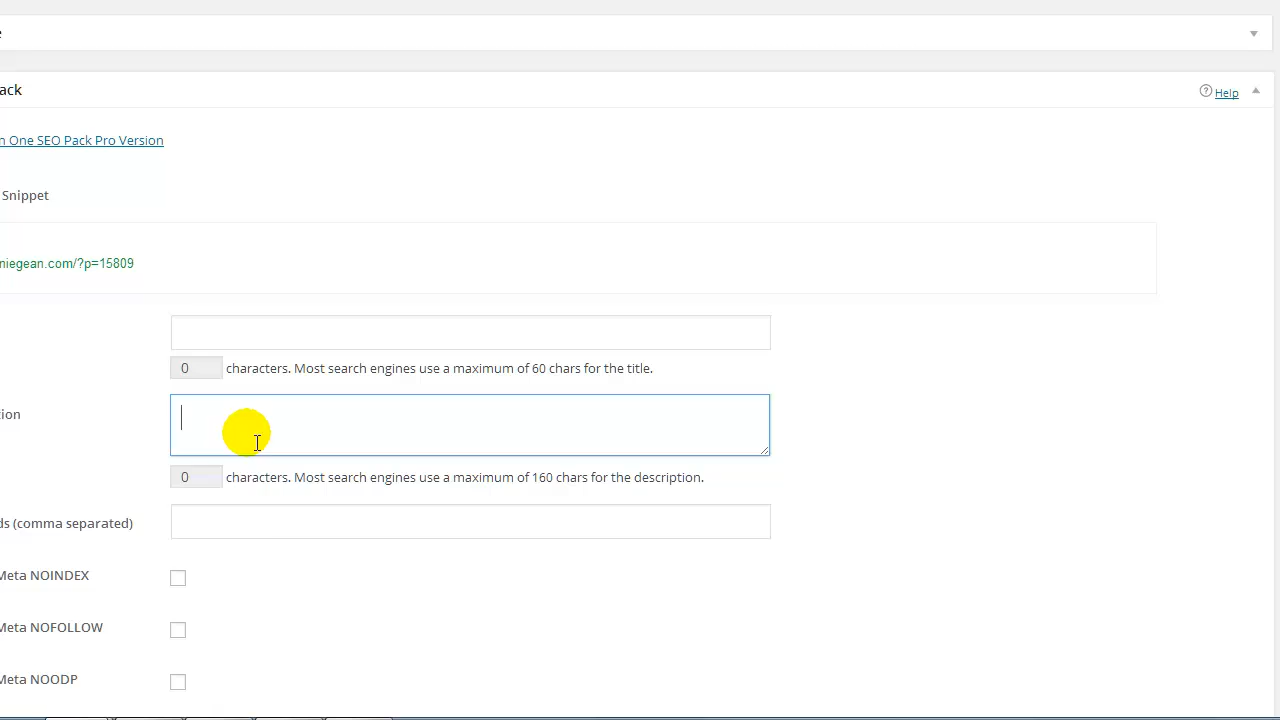 e
ack
Help
n One SEO Pack Pro Version
Snippet
niegean.com/?p=15809
0 characters. Most search engines use a maximum of 60 chars for the title.
tion
0 characters. Most search engines use a maximum of 160 chars for the description.
ds (comma separated)
Meta NOINDEX
Meta NOFOLLOW
Meta NOODP